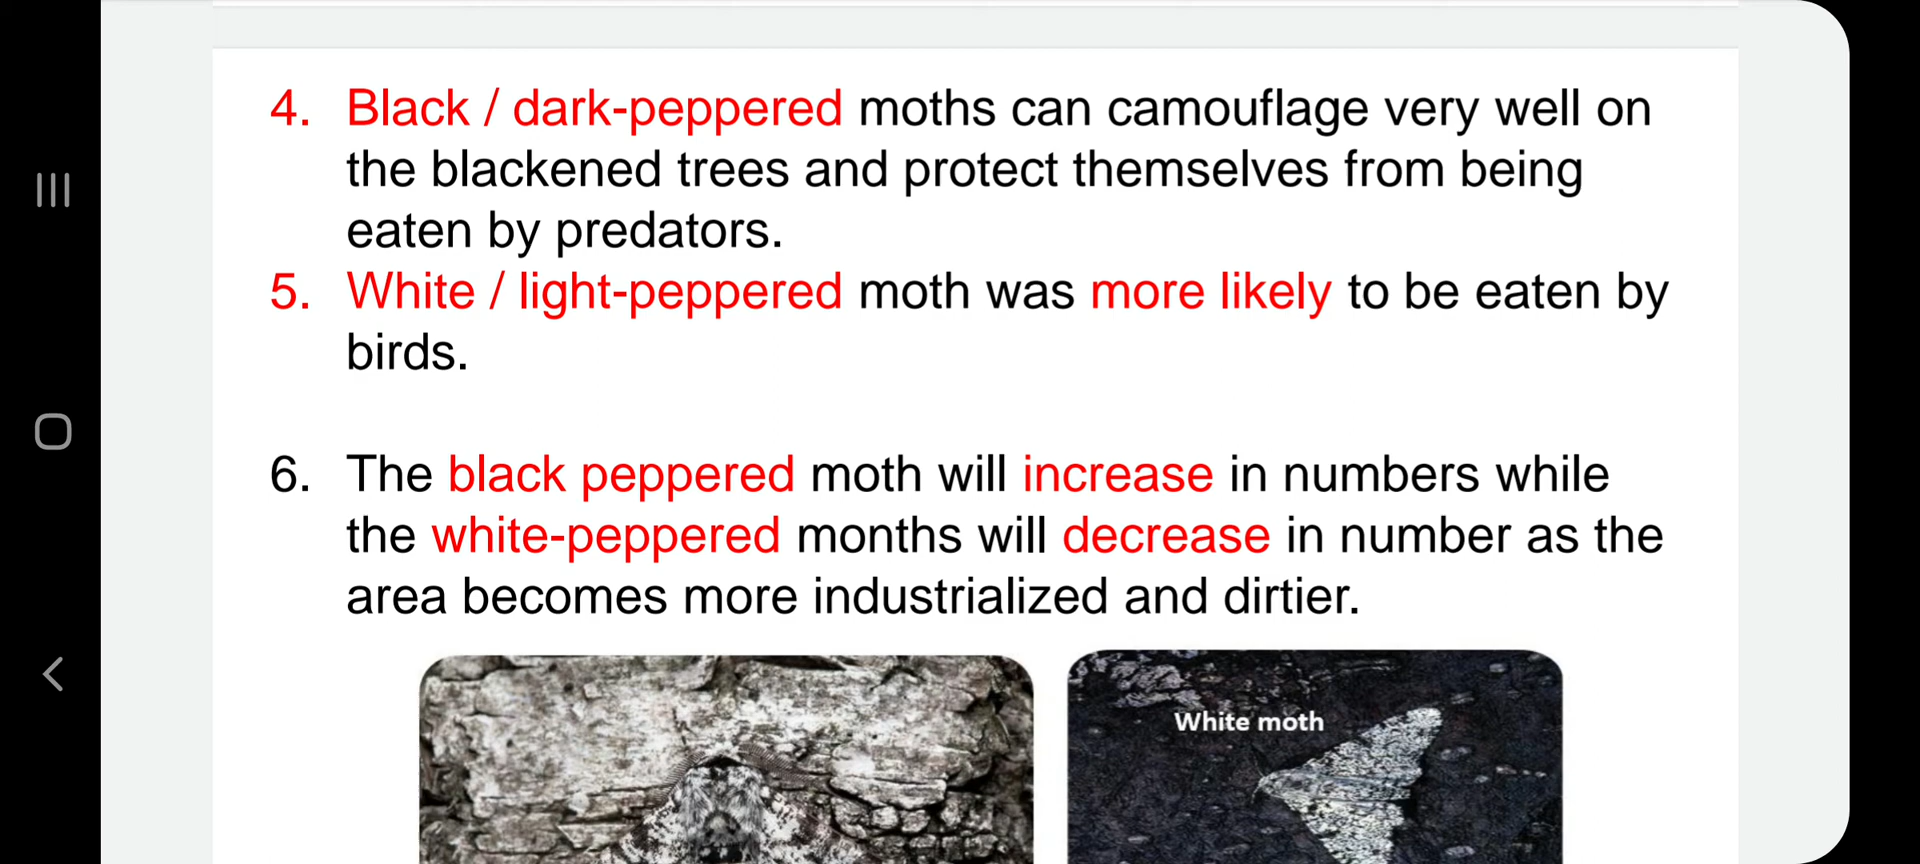 4. Black / dark-peppered moths can camouflage very well on
the blackened trees and protect themselves from being
eaten by predators.
5. White / light-peppered moth was more likely to be eaten by
birds.
6. The black peppered moth will increase in numbers while
the white-peppered months will decrease in number as the
area becomes more industrialized and dirtier.
White moth